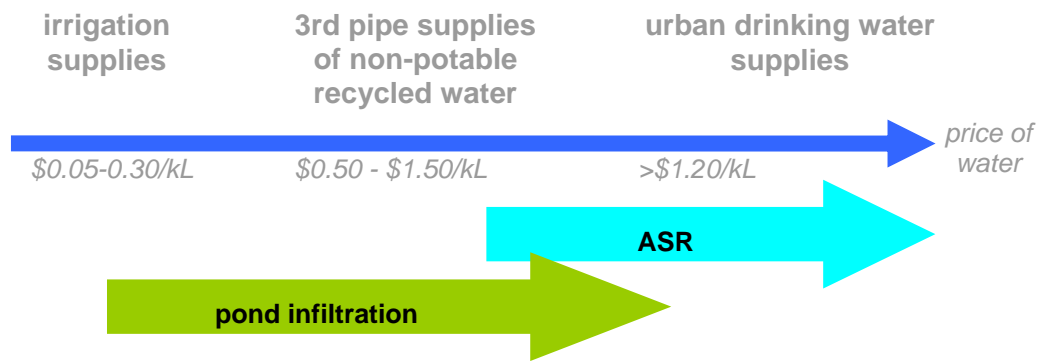 irrigation
supplies
3rd pipe supplies
of non-potable
recycled water
urban drinking water
supplies
price of
water
$0.05-0.30/kL
$0.50 - $1.50/kL
>$1.20/kL
ASR
pond infiltration